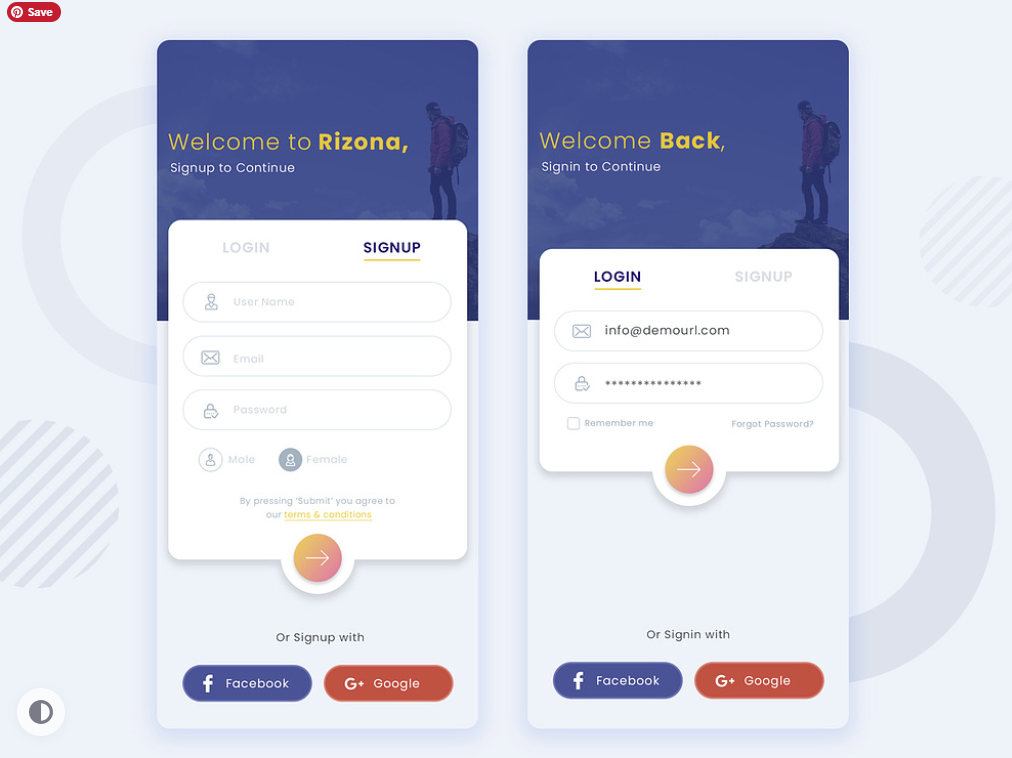 Save
Welcome to Rizona,
Signup to Continue
LOGIN SIGNUP
User Name
Email
Password
Male Female
By pressing 'Submit' you agree to
our terms & conditions
Or Signup with
Facebook G+ Google
Welcome Back,
Signin to Continue
LOGIN SIGNUP
info@demourl.com
***************
Remember me Forgot Password?
Or Signin with
Facebook G+ Google